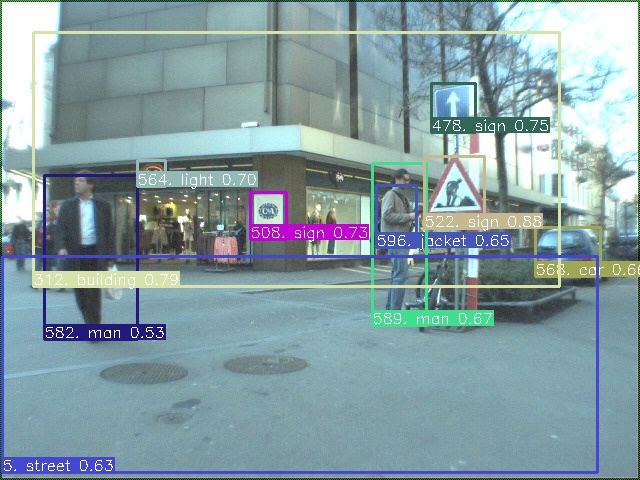 478. sign 0.75
564. light 0.70
C&A
522. sign 0.88
508. sign 0.73
596. jacket 0.65
568. car 0.66
312. building 0.79
589. man 0.67
582. man 0.53
5. street 0.63